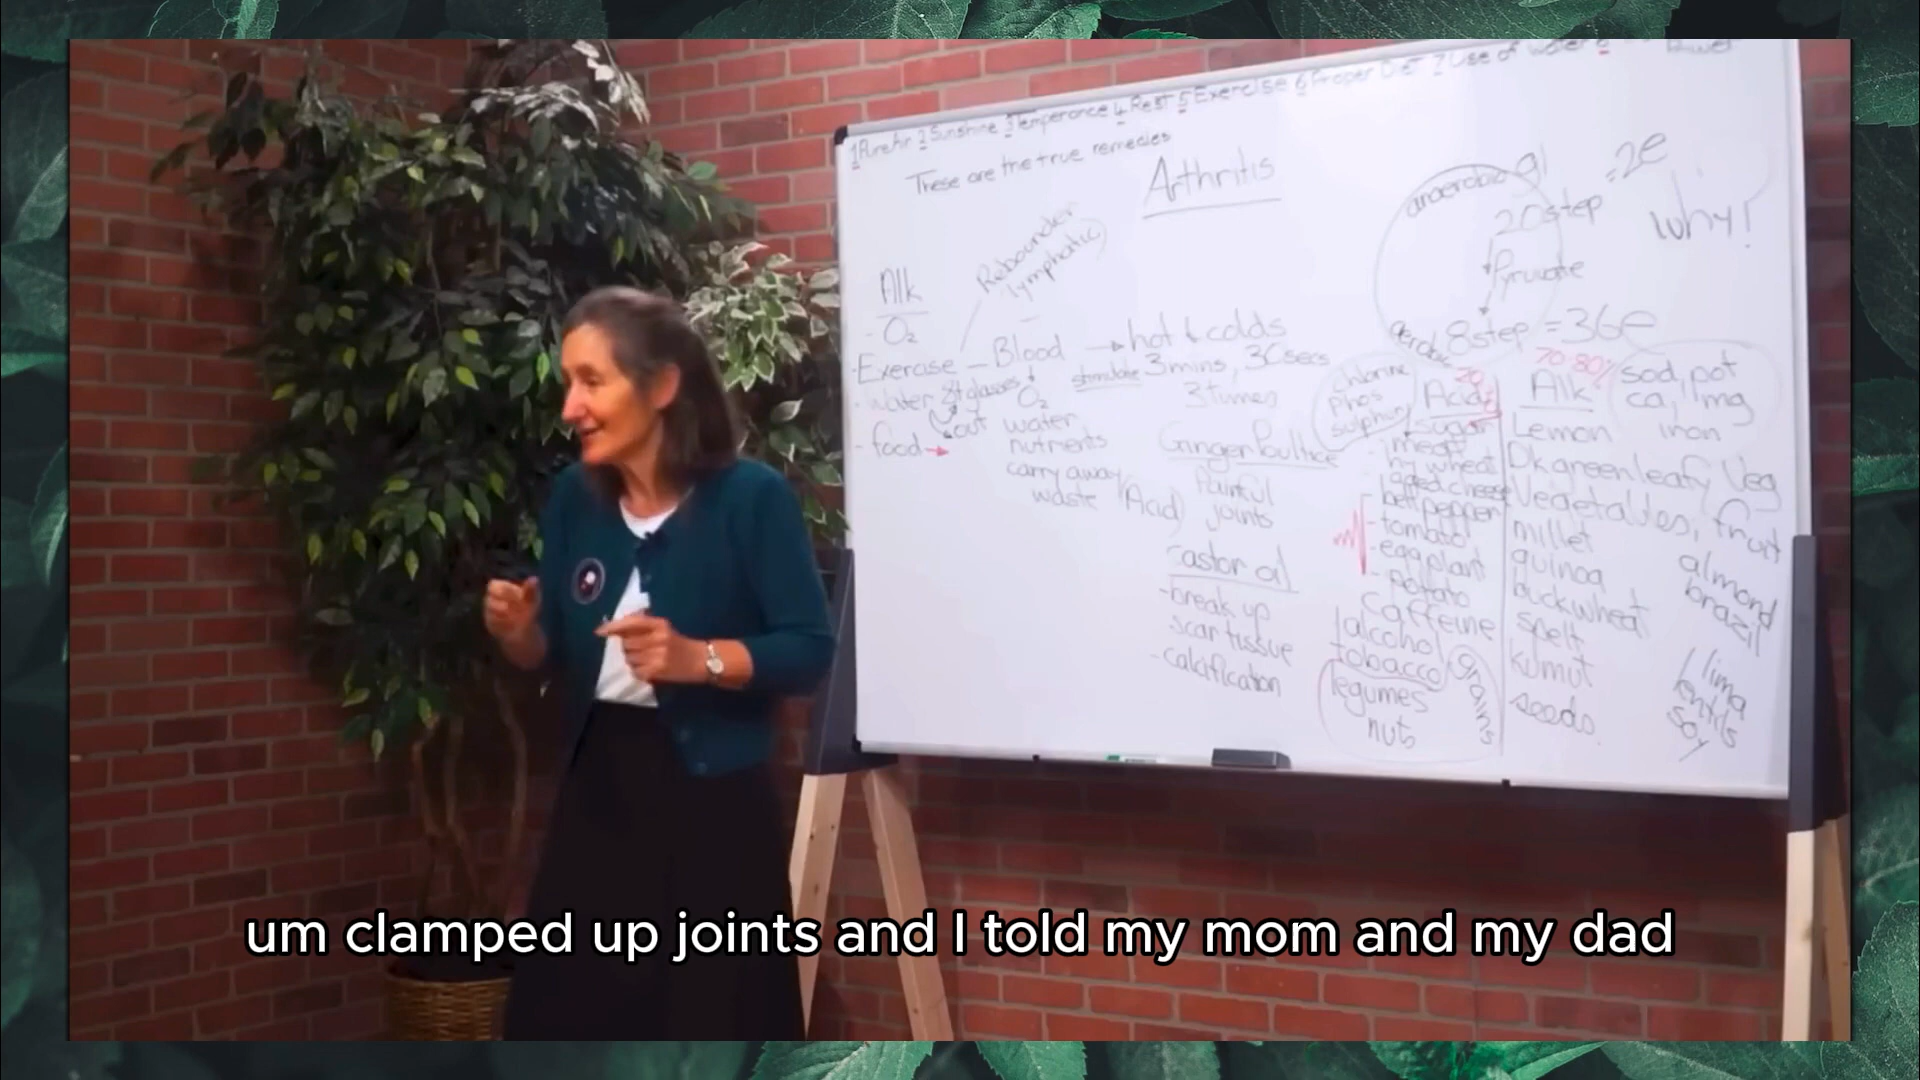 1 Pure Air 2 Sunshine 3 Temperance 4 Rest 5 Exercise 6 Proper Diet 7 Use of water 8
These are the true remedies
Arthritis
Rebounder
lymphatic
Alk
- O₂
- Exercise — Blood
- Water 8+ glasses
out
- food →
O₂
water
nutrients
carry away
waste (Acid)
→ hot & colds
stimulate 3 mins, 30 secs
3 times
Ginger Poultice
Painful
joints
castor oil
- break up
scar tissue
- calcification
anaerobic
20 step = 2e
Why!
Pyruvate
aerobic 8 step = 36e
chlorine
phos
sulphur
Acid
sugar
- meat
hy wheat
aged cheese
- bell pepper
- tomato
- eggplant
- potato
caffeine
alcohol
tobacco
legumes
nuts
grains
70-80%
Alk
sod, pot
ca, mg
iron
Lemon
Dk green leafy Veg
Vegetables, fruit
millet
quinoa
buckwheat
spelt
kumut
seeds
almond
brazil
lima
lentils
soy
um clamped up joints and I told my mom and my dad